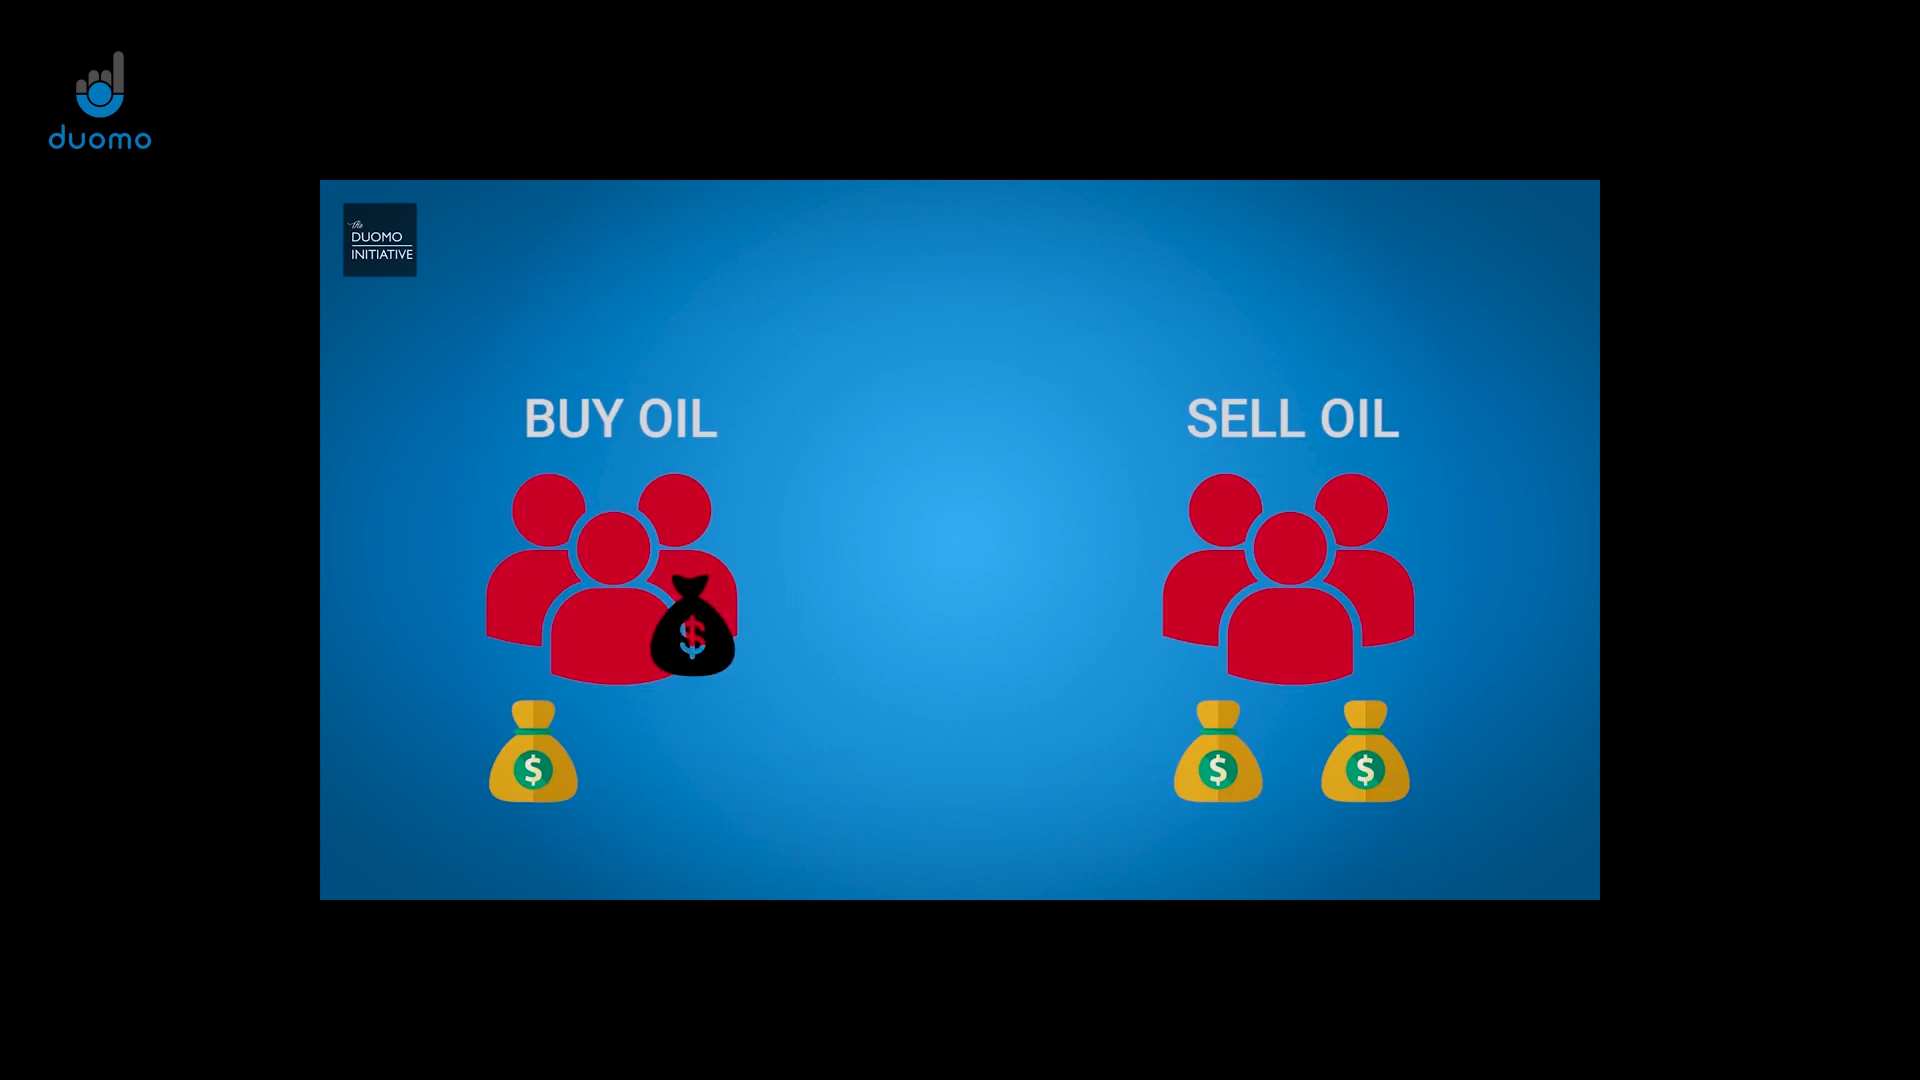 duomo
The
DUOMO
INITIATIVE
BUY OIL
SELL OIL
$
$
$
$